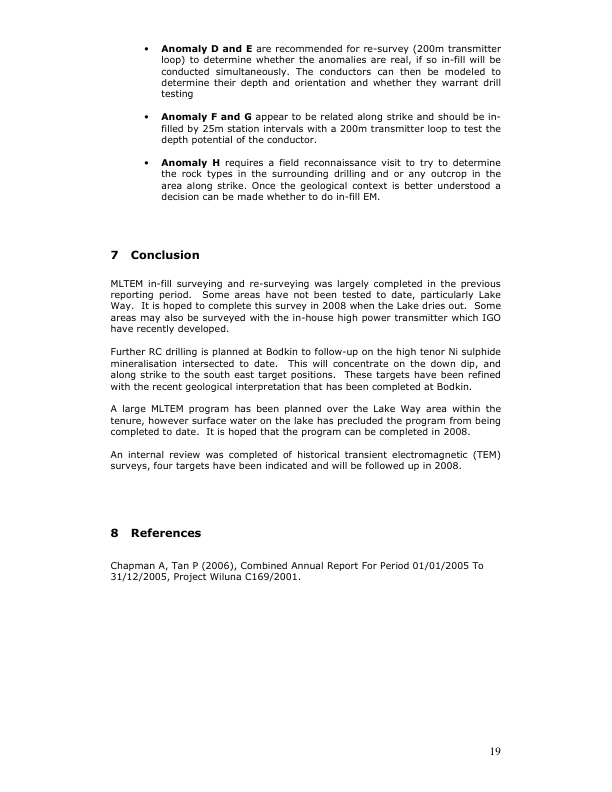 • Anomaly D and E are recommended for re-survey (200m transmitter
loop) to determine whether the anomalies are real, if so in-fill will be
conducted simultaneously. The conductors can then be modeled to
determine their depth and orientation and whether they warrant drill
testing
• Anomaly F and G appear to be related along strike and should be in-
filled by 25m station intervals with a 200m transmitter loop to test the
depth potential of the conductor.
• Anomaly H requires a field reconnaissance visit to try to determine
the rock types in the surrounding drilling and or any outcrop in the
area along strike. Once the geological context is better understood a
decision can be made whether to do in-fill EM.
7 Conclusion
MLTEM in-fill surveying and re-surveying was largely completed in the previous
reporting period. Some areas have not been tested to date, particularly Lake
Way. It is hoped to complete this survey in 2008 when the Lake dries out. Some
areas may also be surveyed with the in-house high power transmitter which IGO
have recently developed.
Further RC drilling is planned at Bodkin to follow-up on the high tenor Ni sulphide
mineralisation intersected to date. This will concentrate on the down dip, and
along strike to the south east target positions. These targets have been refined
with the recent geological interpretation that has been completed at Bodkin.
A large MLTEM program has been planned over the Lake Way area within the
tenure, however surface water on the lake has precluded the program from being
completed to date. It is hoped that the program can be completed in 2008.
An internal review was completed of historical transient electromagnetic (TEM)
surveys, four targets have been indicated and will be followed up in 2008.
8 References
Chapman A, Tan P (2006), Combined Annual Report For Period 01/01/2005 To
31/12/2005, Project Wiluna C169/2001.
19